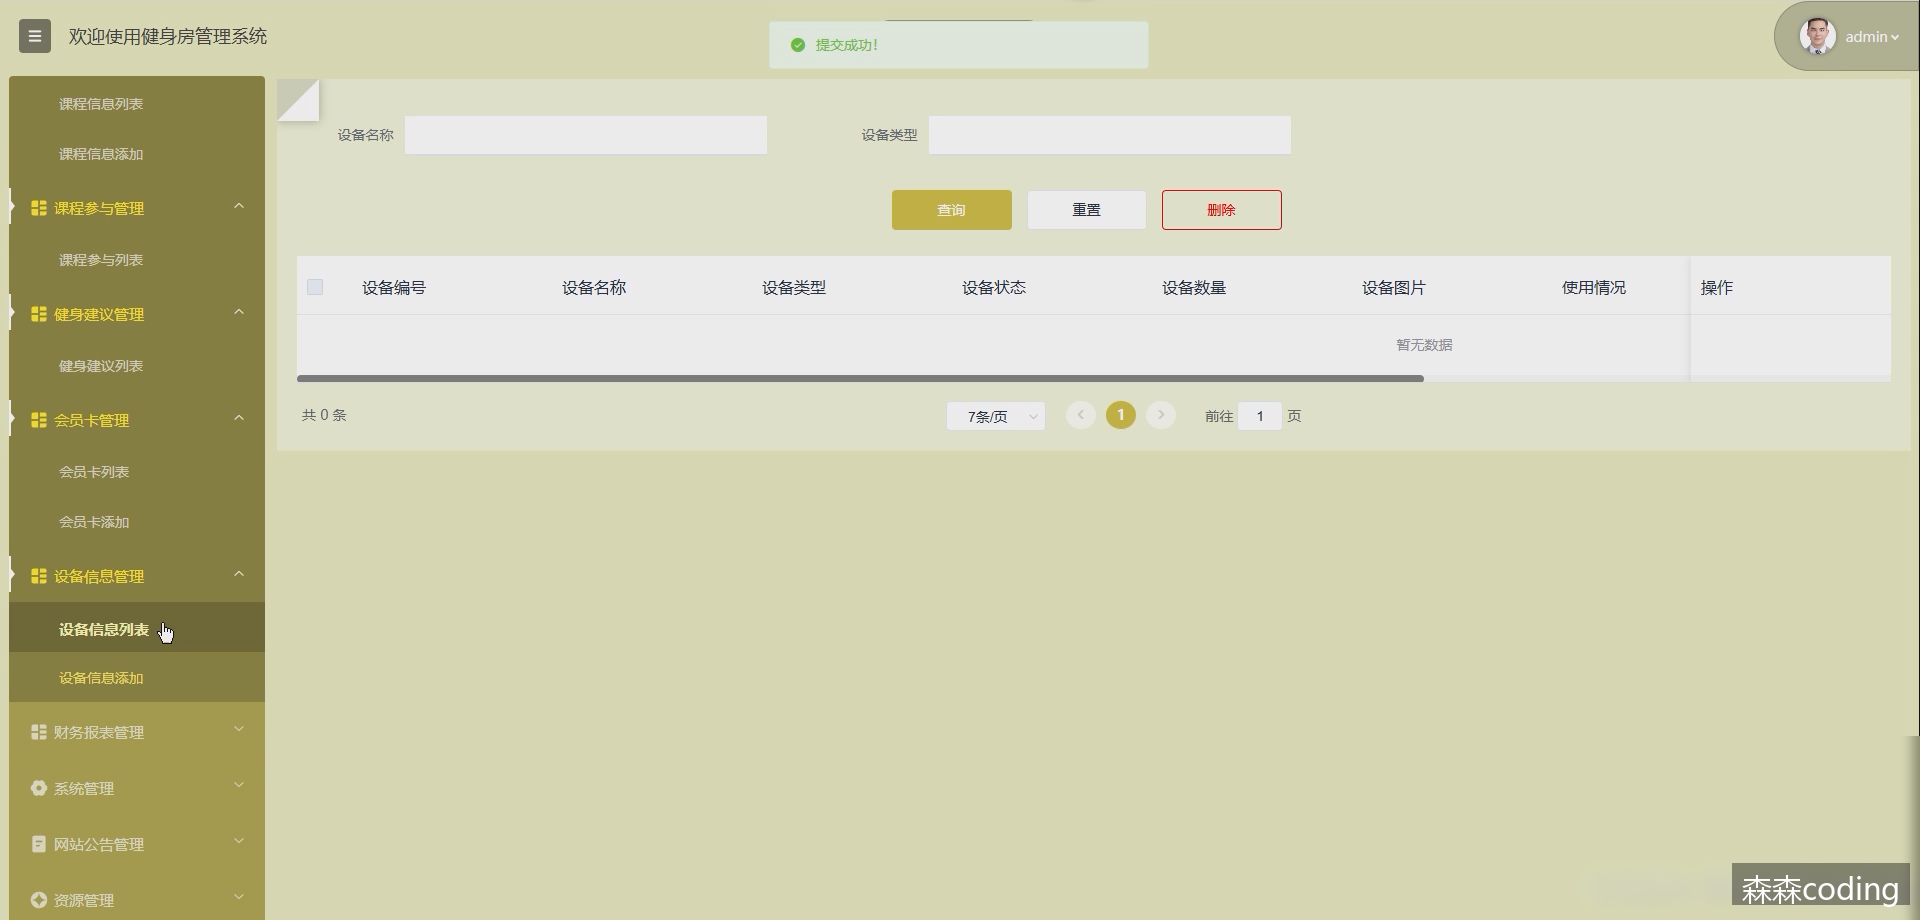 欢迎使用健身房管理系统
提交成功!
admin
课程信息列表
课程信息添加
课程参与管理
课程参与列表
健身建议管理
健身建议列表
会员卡管理
会员卡列表
会员卡添加
设备信息管理
设备信息列表
设备信息添加
财务报表管理
系统管理
网站公告管理
资源管理
设备名称
设备类型
查询
重置
删除
设备编号 设备名称 设备类型 设备状态 设备数量 设备图片 使用情况 操作
暂无数据
共 0 条
7条/页
1
前往 1 页
森森coding